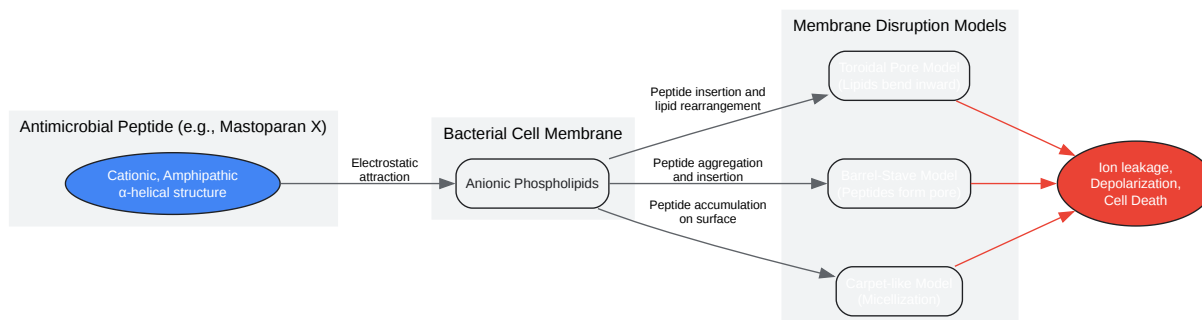 Antimicrobial Peptide (e.g., Mastoparan X)
Cationic, Amphipathic
α-helical structure
Electrostatic
attraction
Bacterial Cell Membrane
Anionic Phospholipids
Peptide insertion and
lipid rearrangement
Peptide aggregation
and insertion
Peptide accumulation
on surface
Membrane Disruption Models
Toroidal Pore Model
(Lipids bend inward)
Barrel-Stave Model
(Peptides form pore)
Carpet-like Model
(Micellization)
Ion leakage,
Depolarization,
Cell Death